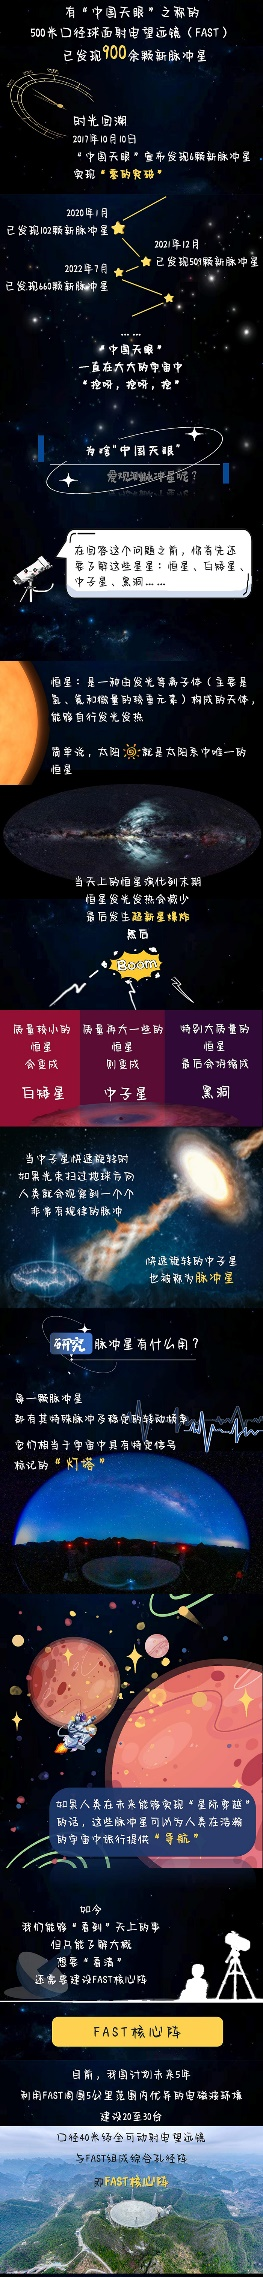 有“中国天眼”之称的
500米口径球面射电望远镜（FAST）
已发现900余颗新脉冲星
时光回溯
2017年10月10日
“中国天眼”宣布发现6颗新脉冲星
实现“零的突破”
2020年1月
已发现102颗新脉冲星
2021年12月
已发现509颗新脉冲星
2022年7月
已发现660颗新脉冲星
……
“中国天眼”
一直在大大的宇宙中
“挖呀，挖呀，挖”
为啥“中国天眼”
爱观测脉冲星呢？
在回答这个问题之前，你首先还
要了解这些星星：恒星、白矮星、
中子星、黑洞……
恒星：是一种由发光等离子体（主要是
氢、氦和微量的较重元素）构成的天体，
能够自行发光发热
简单说，太阳就是太阳系中唯一的
恒星
当天上的恒星演化到末期
恒星发光发热会减少
最后发生超新星爆炸
然后
Boom
质量较小的
恒星
会变成
白矮星
质量再大一些的
恒星
则变成
中子星
特别大质量的
恒星
最后会坍缩成
黑洞
当中子星快速旋转时
如果光束扫过地球方向
人类就会观察到一个个
非常有规律的脉冲
快速旋转的中子星
也被称为脉冲星
研究脉冲星有什么用？
每一颗脉冲星
都有其特殊脉冲及稳定的转动频率
它们相当于宇宙中具有特定信号
标记的“灯塔”
如果人类在未来能够实现“星际穿越”
的话，这些脉冲星可以为人类在浩瀚
的宇宙中旅行提供“导航”
如今
我们能够“看到”天上的事
但只能了解大概
想要“看清”
还需要建设FAST核心阵
FAST核心阵
目前，我国计划未来5年
利用FAST周围5公里范围内优异的电磁波环境
建设20至30台
口径40米级全可动射电望远镜
与FAST组成综合孔径阵
即FAST核心阵